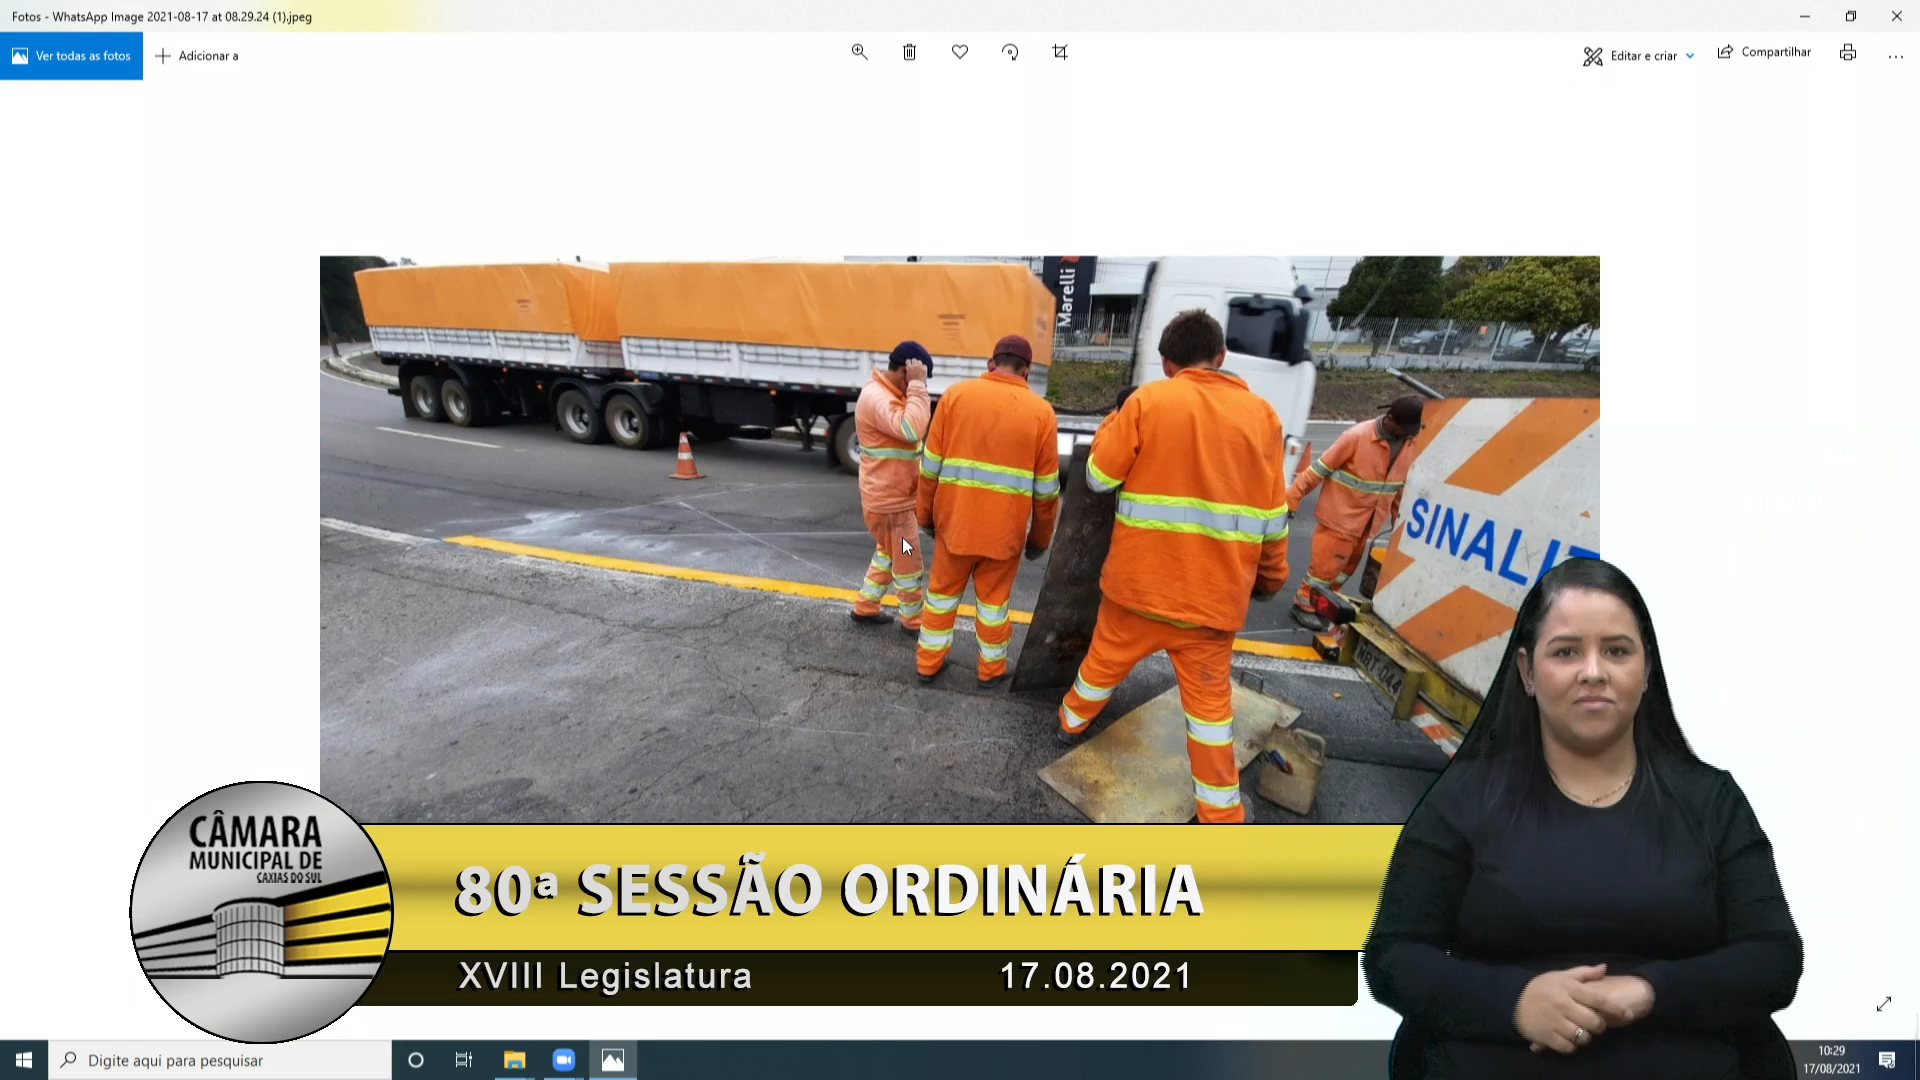 Fotos - WhatsApp Image 2021-08-17 at 08.29.24 (1).jpeg
Ver todas as fotos
Adicionar a
Editar e criar
Compartilhar
Marelli
SINALIZ
CÂMARA
MUNICIPAL DE
CAXIAS DO SUL
80ª SESSÃO ORDINÁRIA
XVIII Legislatura
17.08.2021
Digite aqui para pesquisar
10:29
17/08/2021